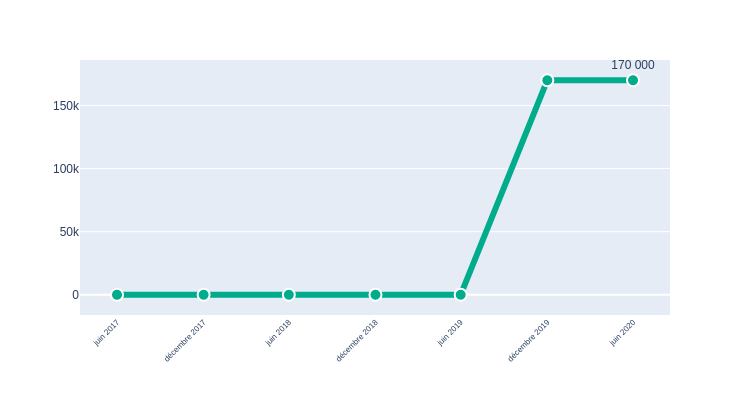 170 000
150k
100k
50k
0
juin 2017
décembre 2017
juin 2018
décembre 2018
juin 2019
décembre 2019
juin 2020